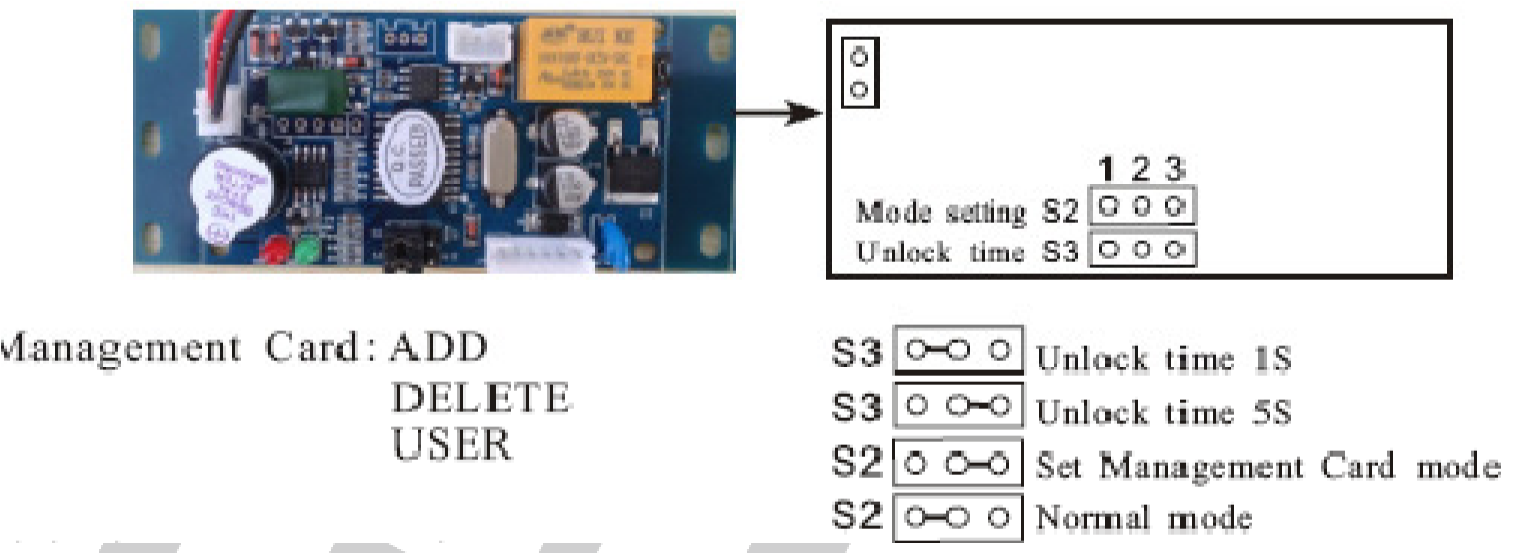 Q.C.
PASSED
1 2 3
Mode setting S2
Unlock time S3
Management Card: ADD
DELETE
USER
S3 Unlock time 1S
S3 Unlock time 5S
S2 Set Management Card mode
S2 Normal mode